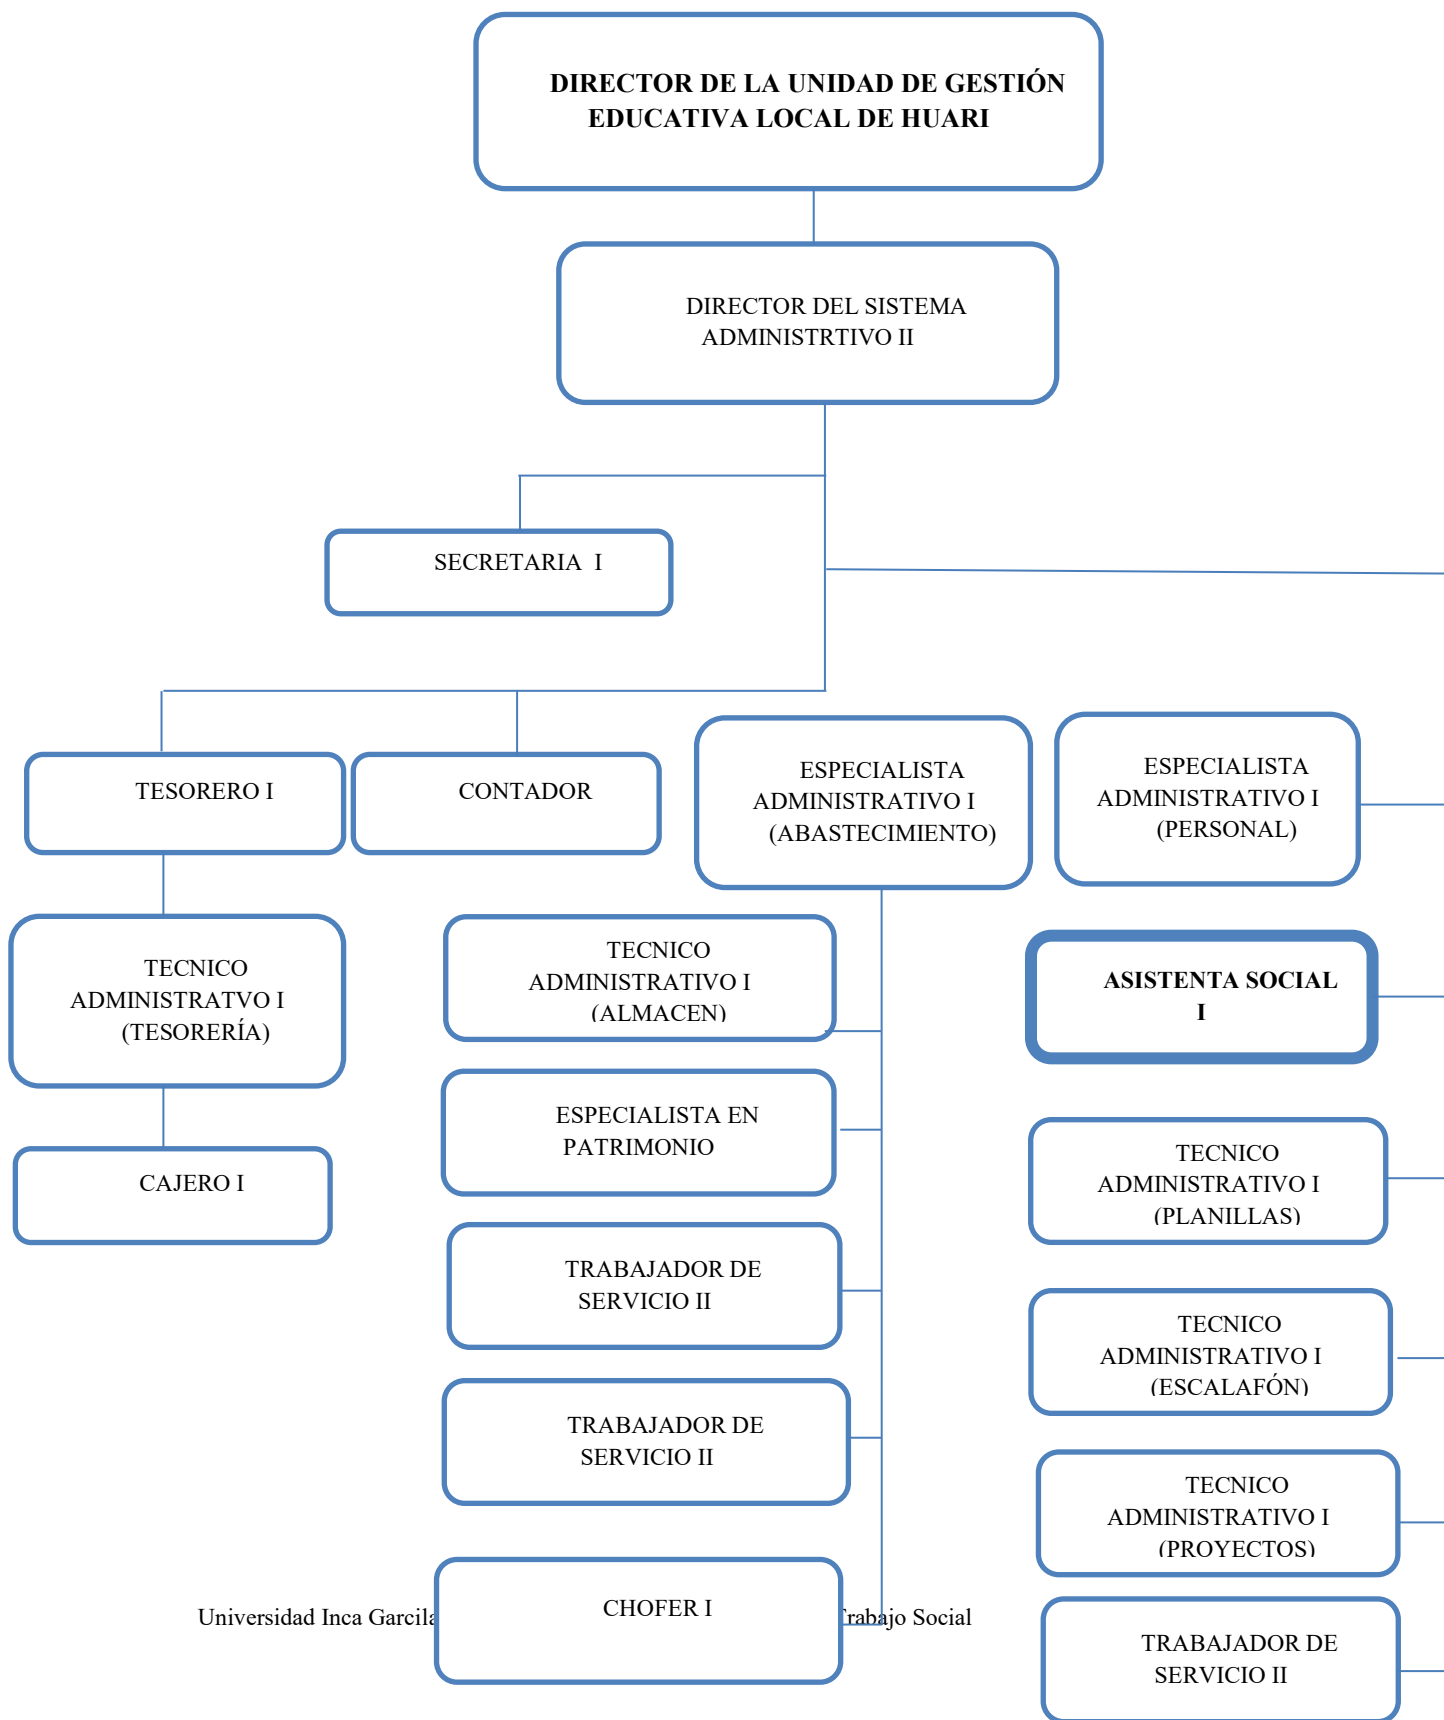 DIRECTOR DE LA UNIDAD DE GESTIÓN
EDUCATIVA LOCAL DE HUARI
DIRECTOR DEL SISTEMA
ADMINISTRTIVO II
SECRETARIA I
TESORERO I
CONTADOR
ESPECIALISTA
ADMINISTRATIVO I
(ABASTECIMIENTO)
ESPECIALISTA
ADMINISTRATIVO I
(PERSONAL)
TECNICO
ADMINISTRATVO I
(TESORERÍA)
CAJERO I
TECNICO
ADMINISTRATIVO I
(ALMACEN)
ESPECIALISTA EN
PATRIMONIO
TRABAJADOR DE
SERVICIO II
TRABAJADOR DE
SERVICIO II
CHOFER I
ASISTENTA SOCIAL
I
TECNICO
ADMINISTRATIVO I
(PLANILLAS)
TECNICO
ADMINISTRATIVO I
(ESCALAFÓN)
TECNICO
ADMINISTRATIVO I
(PROYECTOS)
TRABAJADOR DE
SERVICIO II
Universidad Inca Garcila Trabajo Social